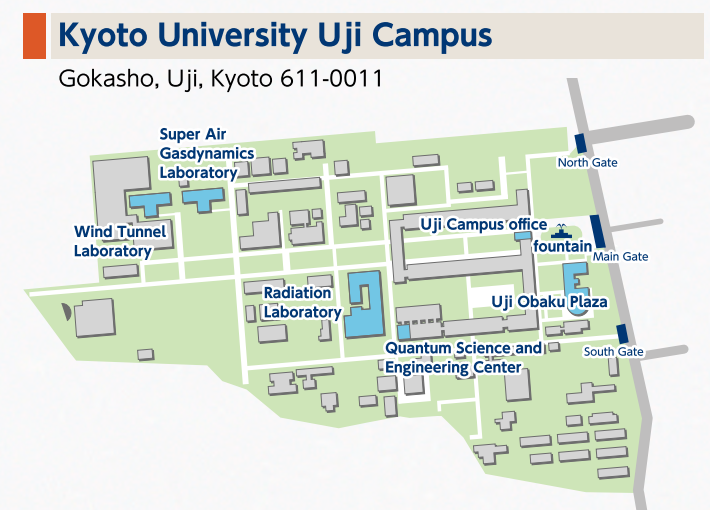 Kyoto University Uji Campus
Gokasho, Uji, Kyoto 611-0011
Super Air
Gasdynamics
Laboratory
North Gate
Wind Tunnel
Laboratory
Uji Campus office
fountain
Main Gate
Radiation
Laboratory
Uji Obaku Plaza
Quantum Science and
Engineering Center
South Gate